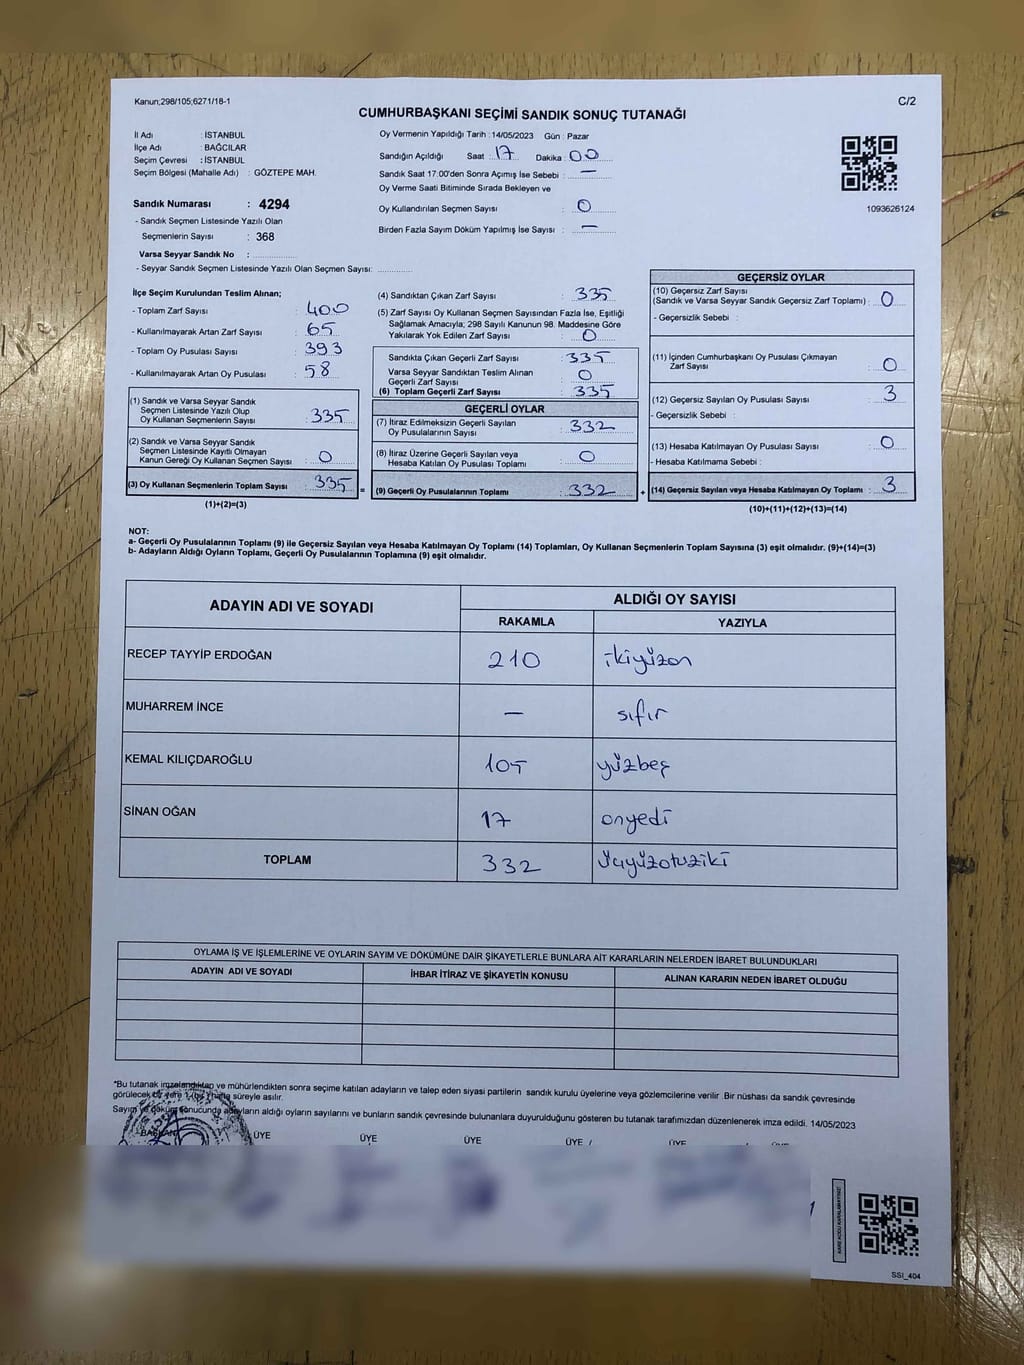 Kanun;298/105;6271/18-1
C/2
CUMHURBAŞKANI SEÇİMİ SANDIK SONUÇ TUTANAĞI
İl Adı : İSTANBUL
İlçe Adı : BAĞCILAR
Seçim Çevresi : İSTANBUL
Seçim Bölgesi (Mahalle Adı) : GÖZTEPE MAH.
Sandık Numarası : 4294
- Sandık Seçmen Listesinde Yazılı Olan
Seçmenlerin Sayısı : 368
Varsa Seyyar Sandık No : ..............
- Seyyar Sandık Seçmen Listesinde Yazılı Olan Seçmen Sayısı: ............
Oy Vermenin Yapıldığı Tarih : 14/05/2023 Gün : Pazar
Sandığın Açıldığı Saat : 17 Dakika : 00
Sandık Saat 17:00'den Sonra Açımış İse Sebebi : —
Oy Verme Saati Bitiminde Sırada Bekleyen ve
Oy Kullandırılan Seçmen Sayısı : 0
Birden Fazla Sayım Döküm Yapılmış İse Sayısı : —
1093626124
İlçe Seçim Kurulundan Teslim Alınan;
- Toplam Zarf Sayısı : 400
- Kullanılmayarak Artan Zarf Sayısı : 65
- Toplam Oy Pusulası Sayısı : 393
- Kullanılmayarak Artan Oy Pusulası : 58
(1) Sandık ve Varsa Seyyar Sandık
Seçmen Listesinde Yazılı Olup
Oy Kullanan Seçmenlerin Sayısı : 335
(2) Sandık ve Varsa Seyyar Sandık
Seçmen Listesinde Kayıtlı Olmayan
Kanun Gereği Oy Kullanan Seçmen Sayısı : 0
(3) Oy Kullanan Seçmenlerin Toplam Sayısı : 335 =
(1)+(2)=(3)
(4) Sandıktan Çıkan Zarf Sayısı : 335
(5) Zarf Sayısı Oy Kullanan Seçmen Sayısından Fazla İse, Eşitliği
Sağlamak Amacıyla; 298 Sayılı Kanunun 98. Maddesine Göre
Yakılarak Yok Edilen Zarf Sayısı : 0
Sandıkta Çıkan Geçerli Zarf Sayısı : 335
Varsa Seyyar Sandıktan Teslim Alınan
Geçerli Zarf Sayısı : 0
(6) Toplam Geçerli Zarf Sayısı : 335
GEÇERLİ OYLAR
(7) İtiraz Edilmeksizin Geçerli Sayılan
Oy Pusulalarının Sayısı : 332
(8) İtiraz Üzerine Geçerli Sayılan veya
Hesaba Katılan Oy Pusulası Toplamı : 0
(9) Geçerli Oy Pusulalarının Toplamı : 332 +
GEÇERSİZ OYLAR
(10) Geçersiz Zarf Sayısı
(Sandık ve Varsa Seyyar Sandık Geçersiz Zarf Toplamı) : 0
- Geçersizlik Sebebi :
(11) İçinden Cumhurbaşkanı Oy Pusulası Çıkmayan
Zarf Sayısı : 0
(12) Geçersiz Sayılan Oy Pusulası Sayısı : 3
- Geçersizlik Sebebi :
(13) Hesaba Katılmayan Oy Pusulası Sayısı : 0
- Hesaba Katılmama Sebebi :
(14) Geçersiz Sayılan veya Hesaba Katılmayan Oy Toplamı : 3
(10)+(11)+(12)+(13)=(14)
NOT:
a- Geçerli Oy Pusulalarının Toplamı (9) ile Geçersiz Sayılan veya Hesaba Katılmayan Oy Toplamı (14) Toplamları, Oy Kullanan Seçmenlerin Toplam Sayısına (3) eşit olmalıdır. (9)+(14)=(3)
b- Adayların Aldığı Oyların Toplamı, Geçerli Oy Pusulalarının Toplamına (9) eşit olmalıdır.
ADAYIN ADI VE SOYADI
ALDIĞI OY SAYISI
RAKAMLA YAZIYLA
RECEP TAYYİP ERDOĞAN 210 ikiyüzon
MUHARREM İNCE — sıfır
KEMAL KILIÇDAROĞLU 105 yüzbeş
SİNAN OĞAN 17 onyedi
TOPLAM 332 üçyüzotuziki
OYLAMA İŞ VE İŞLEMLERİNE VE OYLARIN SAYIM VE DÖKÜMÜNE DAİR ŞİKAYETLERLE BUNLARA AİT KARARLARIN NELERDEN İBARET BULUNDUKLARI
ADAYIN ADI VE SOYADI İHBAR İTİRAZ VE ŞİKAYETİN KONUSU ALINAN KARARIN NEDEN İBARET OLDUĞU
*Bu tutanak imzalandıktan ve mühürlendikten sonra seçime katılan adayların ve talep eden siyasi partilerin sandık kurulu üyelerine veya gözlemcilerine verilir .Bir nüshası da sandık çevresinde
görülecek bir yere 1 (bir) hafta süreyle asılır.
Sayım ve döküm sonucunda adayların aldığı oyların sayılarını ve bunların sandık çevresinde bulunanlara duyurulduğunu gösteren bu tutanak tarafımızdan düzenlenerek imza edildi. 14/05/2023
BAŞKAN ÜYE ÜYE ÜYE ÜYE ÜYE ÜYE
KARE KODU KARALAMAYINIZ!
SSI_404